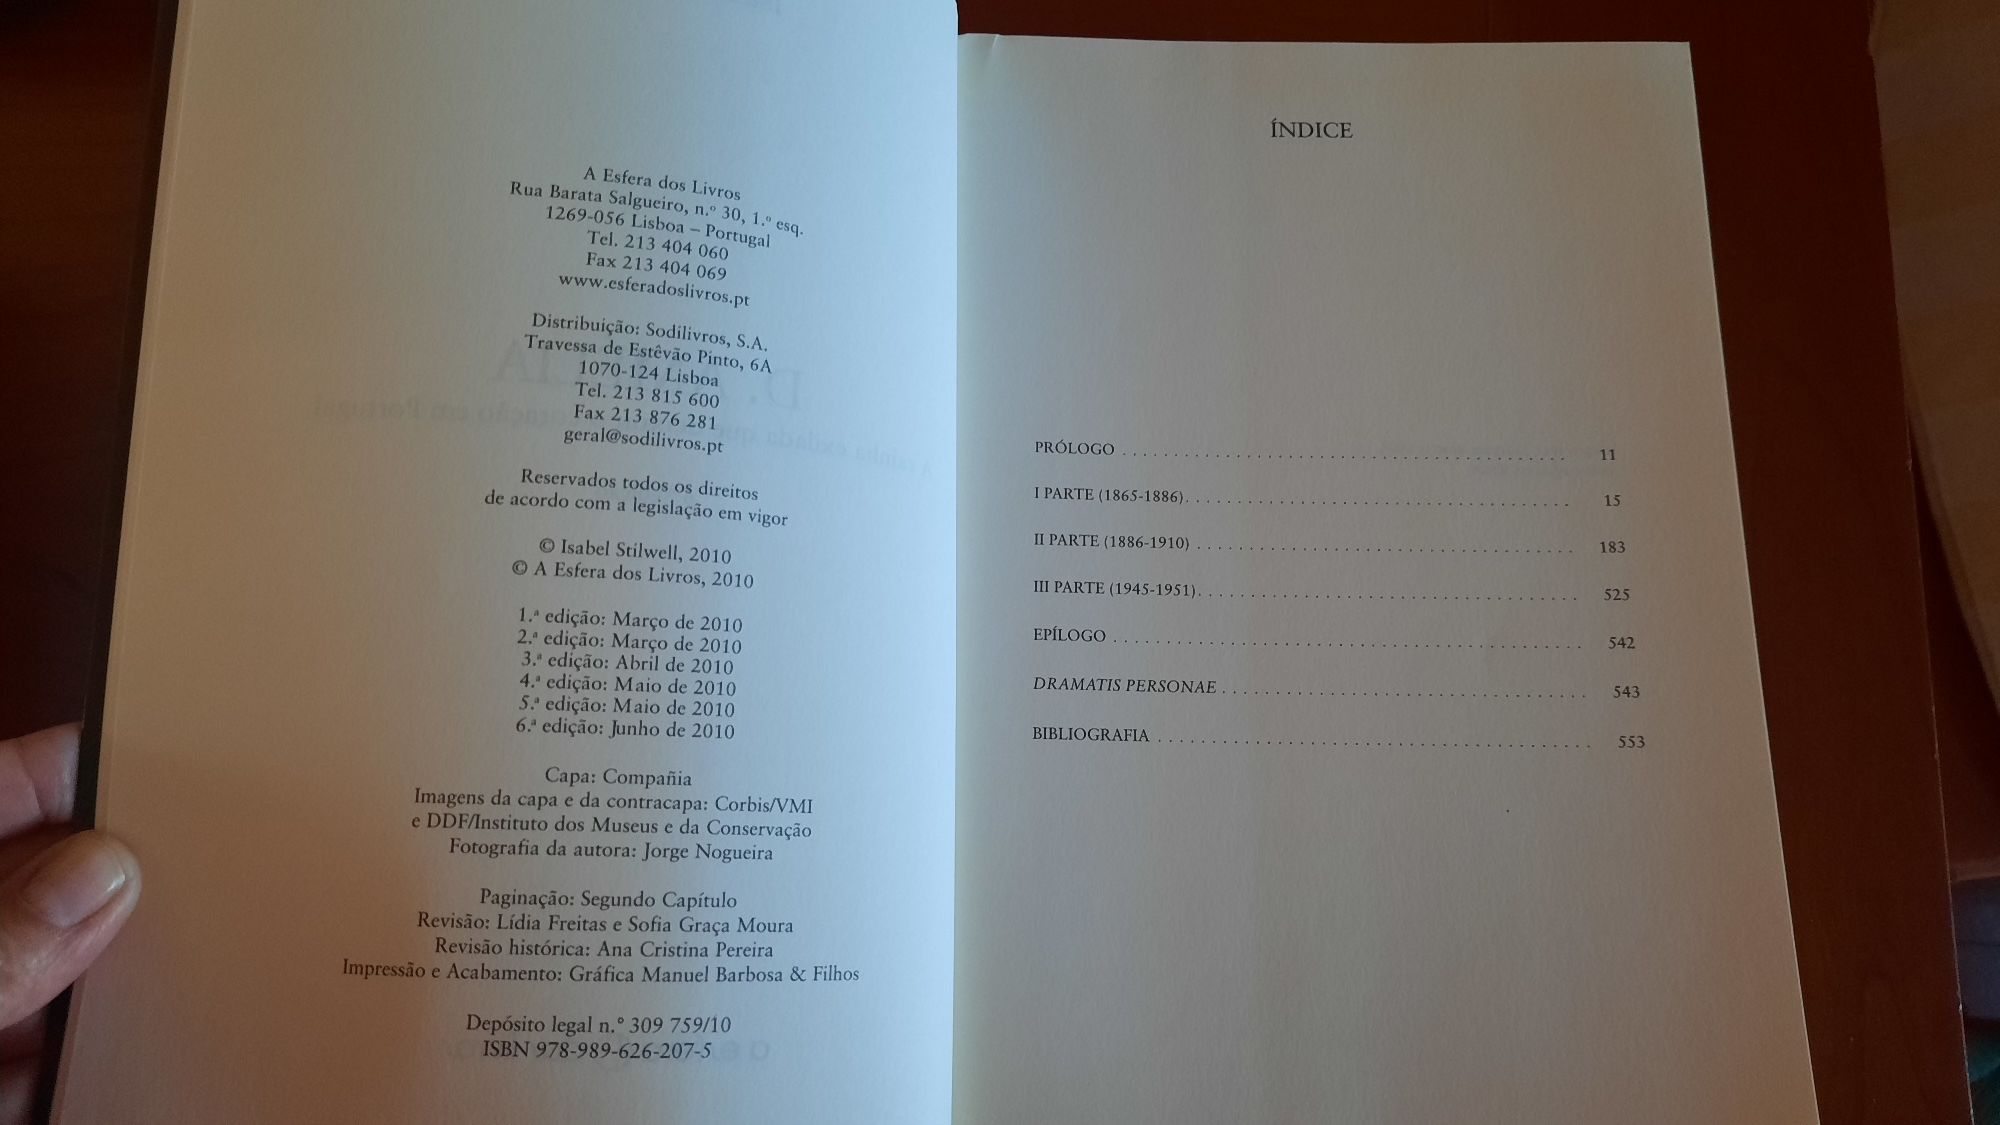 A Esfera dos Livros
Rua Barata Salgueiro, n.º 30, 1.º esq.
1269-056 Lisboa – Portugal
Tel. 213 404 060
Fax 213 404 069
www.esferadoslivros.pt
Distribuição: Sodilivros, S.A.
Travessa de Estêvão Pinto, 6A
1070-124 Lisboa
Tel. 213 815 600
Fax 213 876 281
geral@sodilivros.pt
Reservados todos os direitos
de acordo com a legislação em vigor
© Isabel Stilwell, 2010
© A Esfera dos Livros, 2010
1.ª edição: Março de 2010
2.ª edição: Março de 2010
3.ª edição: Abril de 2010
4.ª edição: Maio de 2010
5.ª edição: Maio de 2010
6.ª edição: Junho de 2010
Capa: Compañia
Imagens da capa e da contracapa: Corbis/VMI
e DDF/Instituto dos Museus e da Conservação
Fotografia da autora: Jorge Nogueira
Paginação: Segundo Capítulo
Revisão: Lídia Freitas e Sofia Graça Moura
Revisão histórica: Ana Cristina Pereira
Impressão e Acabamento: Gráfica Manuel Barbosa & Filhos
Depósito legal n.° 309 759/10
ISBN 978-989-626-207-5
ÍNDICE
PRÓLOGO . . . . . . . . . . 11
I PARTE (1865-1886). . . . . . . . . . 15
II PARTE (1886-1910) . . . . . . . . . . 183
III PARTE (1945-1951). . . . . . . . . . 525
EPÍLOGO . . . . . . . . . . 542
DRAMATIS PERSONAE . . . . . . . . . . 543
BIBLIOGRAFIA . . . . . . . . . . 553